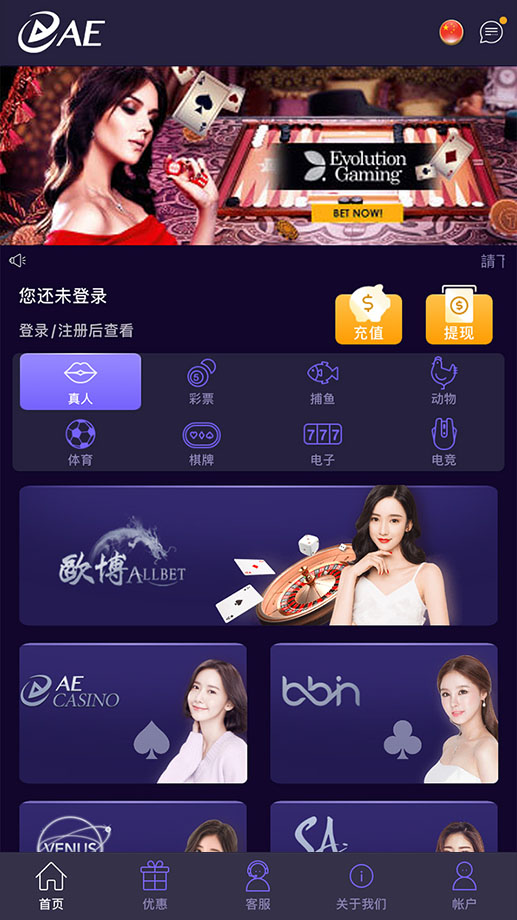 AE
Evolution
Gaming
BET NOW!
請下
您还未登录
登录/注册后查看
充值
提现
真人
彩票
捕鱼
动物
体育
棋牌
电子
电竞
歐博 ALLBET
AE
CASINO
bbin
VENUS
SA
首页
优惠
客服
关于我们
帐户